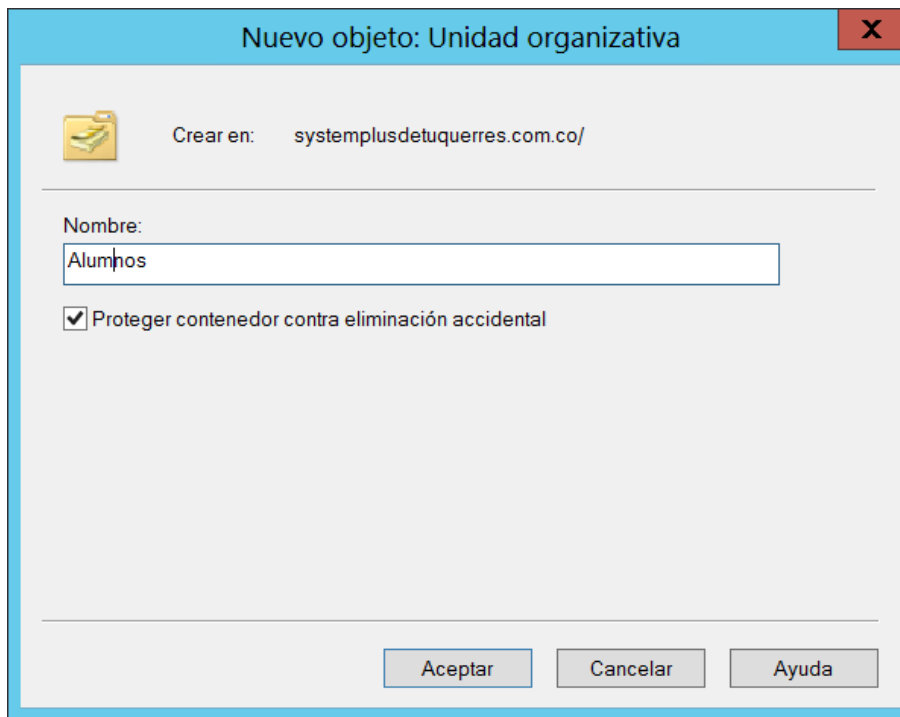 Nuevo objeto: Unidad organizativa
X
Crear en: systemplusdetuquerres.com.co/
Nombre:
Alumnos
Proteger contenedor contra eliminación accidental
Aceptar Cancelar Ayuda